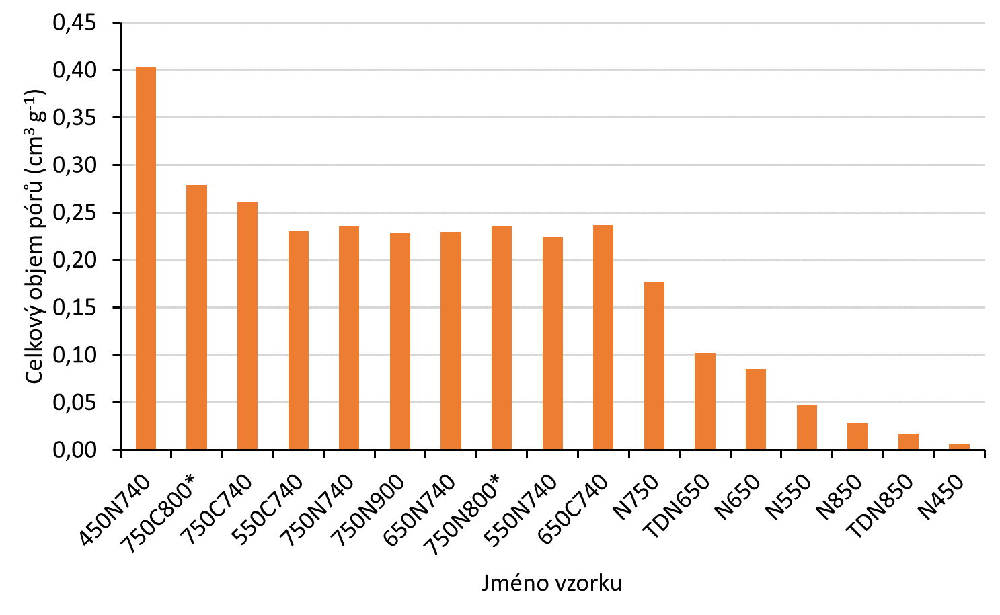 Celkový objem pórů (cm³ g⁻¹)
0,45
0,40
0,35
0,30
0,25
0,20
0,15
0,10
0,05
0,00
450N740
750C800*
750C740
550C740
750N740
750N900
650N740
750N800*
550N740
650C740
N750
TDN650
N650
N550
N850
TDN850
N450
Jméno vzorku